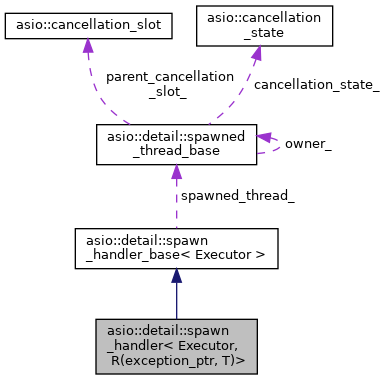 asio::cancellation_slot
asio::cancellation
_state
parent_cancellation
_slot_
cancellation_state_
asio::detail::spawned
_thread_base
owner_
spawned_thread_
asio::detail::spawn
_handler_base< Executor >
asio::detail::spawn
_handler< Executor,
R(exception_ptr, T)>